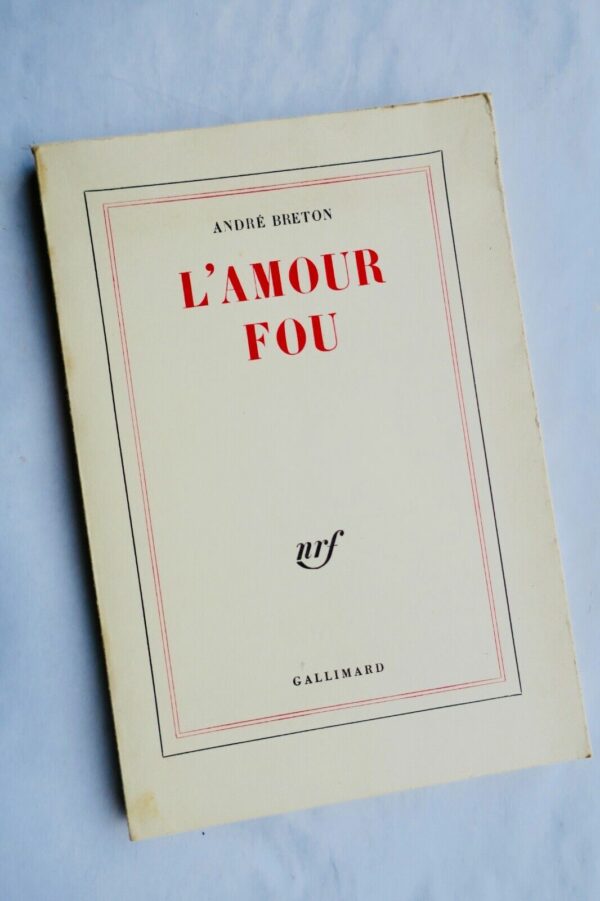 ANDRÉ BRETON
L'AMOUR
FOU
nrf
GALLIMARD